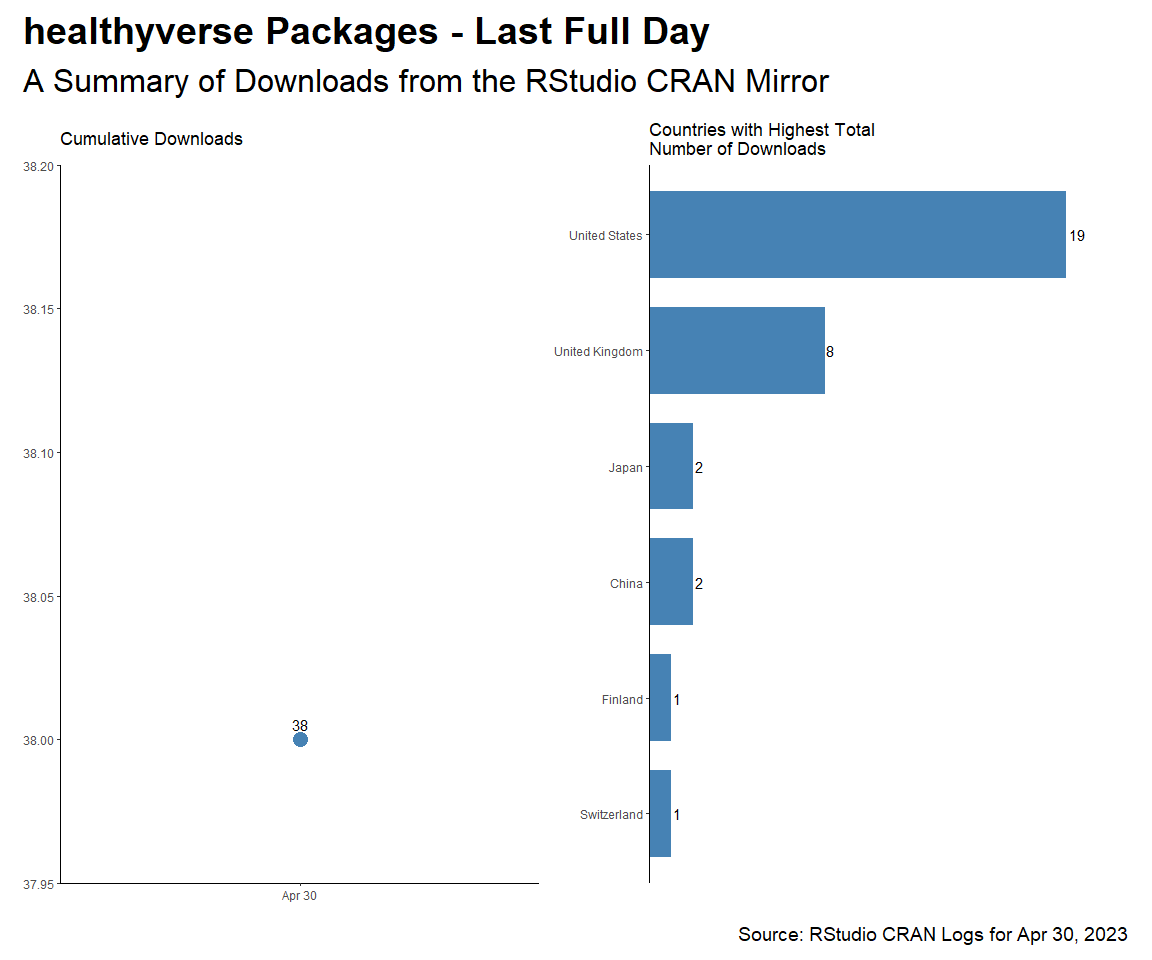 healthyverse Packages - Last Full Day
A Summary of Downloads from the RStudio CRAN Mirror
Cumulative Downloads
38.20
38.15
38.10
38.05
38.00
37.95
38
Apr 30
Countries with Highest Total
Number of Downloads
United States
19
United Kingdom
8
Japan
2
China
2
Finland
1
Switzerland
1
Source: RStudio CRAN Logs for Apr 30, 2023